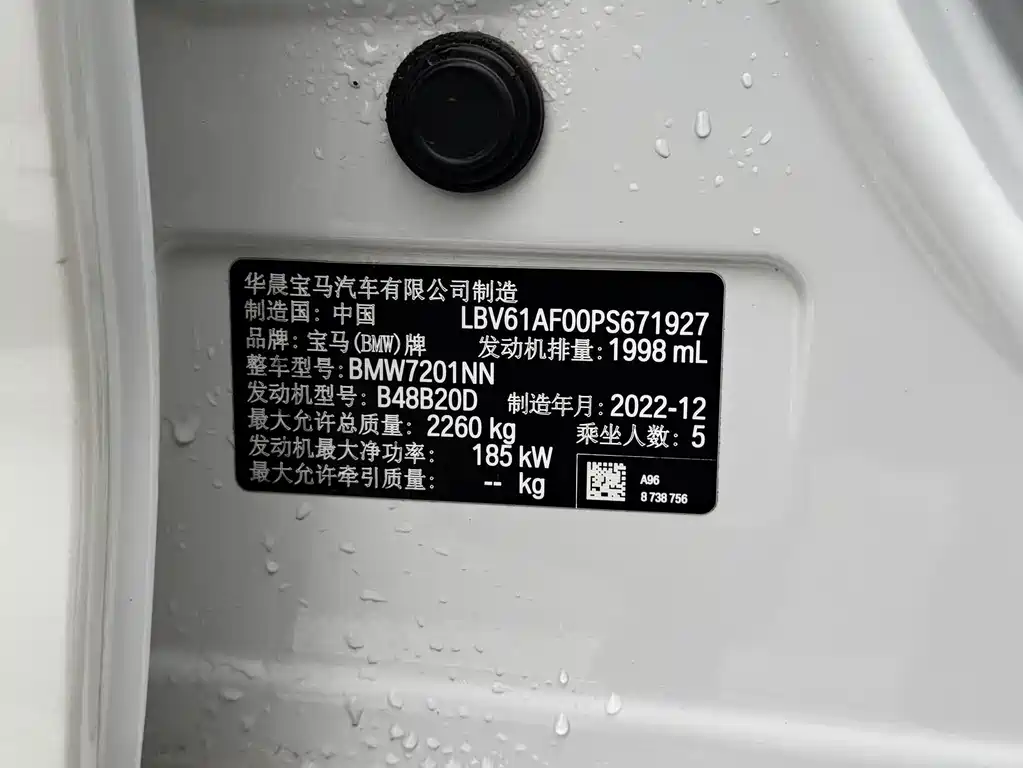 华晨宝马汽车有限公司制造
制造国: 中国 LBV61AF00PS671927
品牌: 宝马(BMW)牌 发动机排量: 1998 mL
整车型号: BMW7201NN
发动机型号: B48B20D 制造年月: 2022-12
最大允许总质量: 2260 kg 乘坐人数: 5
发动机最大净功率: 185 kW
最大允许牵引质量: -- kg
A96
8 738 756